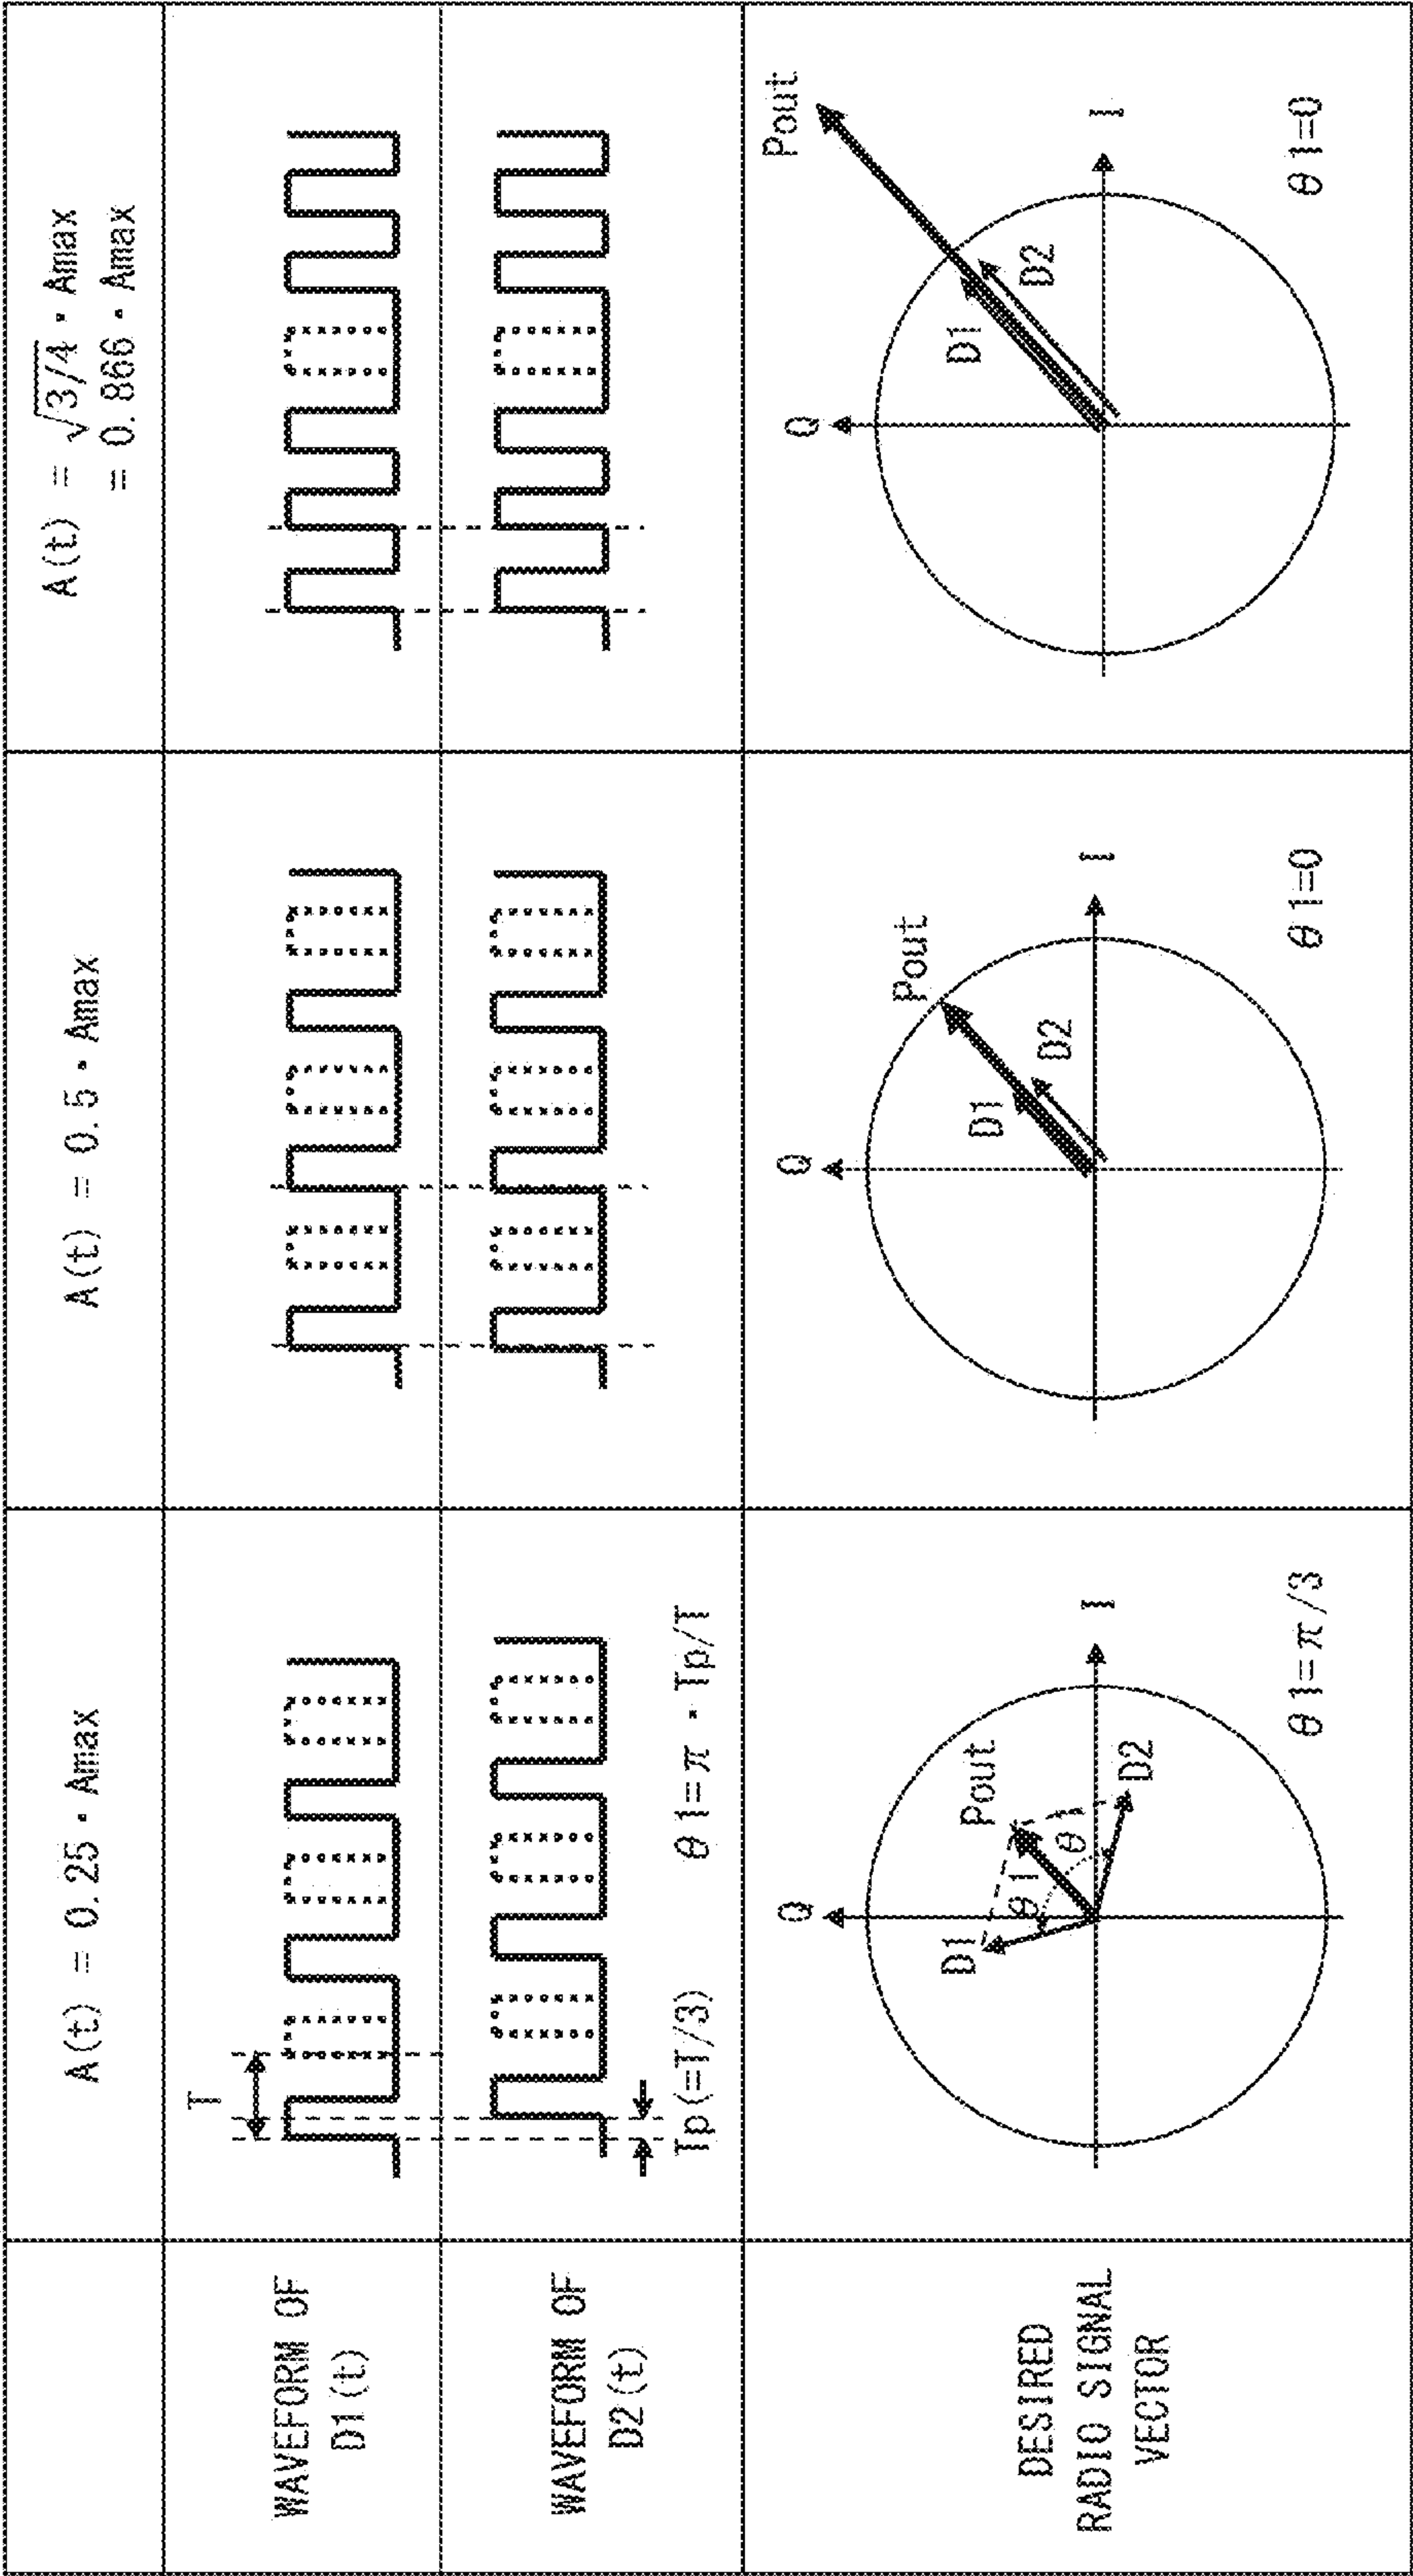 A(t) = 0.25・Amax
A(t) = 0.5・Amax
A(t) = √3/4・Amax
= 0.866・Amax
WAVEFORM OF
D1(t)
T
WAVEFORM OF
D2(t)
Tp(=T/3)
θ1=π・Tp/T
DESIRED
RADIO SIGNAL
VECTOR
Q
D1
Pout
θ1
θ1
D2
I
θ1=π/3
Q
Pout
D1
D2
I
θ1=0
Q
Pout
D1
D2
I
θ1=0